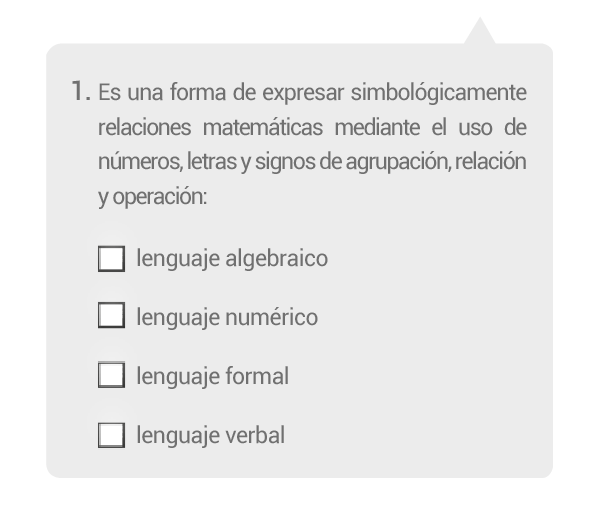 1. Es una forma de expresar simbológicamente
relaciones matemáticas mediante el uso de
números, letras y signos de agrupación, relación
y operación:
lenguaje algebraico
lenguaje numérico
lenguaje formal
lenguaje verbal